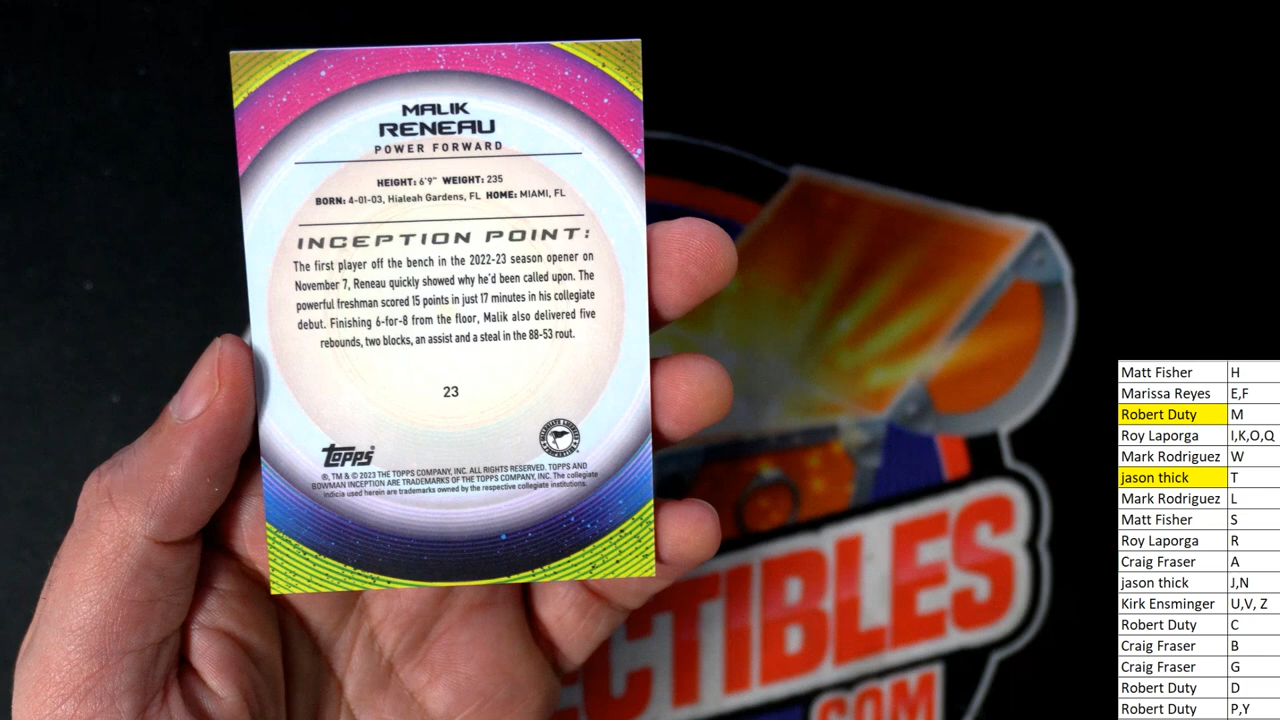 MALIK
RENEAU
POWER FORWARD
HEIGHT: 6'9" WEIGHT: 235
BORN: 4-01-03, Hialeah Gardens, FL HOME: MIAMI, FL
INCEPTION POINT:
The first player off the bench in the 2022-23 season opener on
November 7, Reneau quickly showed why he'd been called upon. The
powerful freshman scored 15 points in just 17 minutes in his collegiate
debut. Finishing 6-for-8 from the floor, Malik also delivered five
rebounds, two blocks, an assist and a steal in the 88-53 rout.
23
topps®
®, TM & © 2023 THE TOPPS COMPANY, INC. ALL RIGHTS RESERVED. TOPPS AND
BOWMAN INCEPTION ARE TRADEMARKS OF THE TOPPS COMPANY, INC. The collegiate
indicia used herein are trademarks owned by the respective collegiate institutions.
ECTIBLES
.COM
Matt Fisher H
Marissa Reyes E,F
Robert Duty M
Roy Laporga I,K,O,Q
Mark Rodriguez W
jason thick T
Mark Rodriguez L
Matt Fisher S
Roy Laporga R
Craig Fraser A
jason thick J,N
Kirk Ensminger U,V, Z
Robert Duty C
Craig Fraser B
Craig Fraser G
Robert Duty D
Robert Duty P,Y